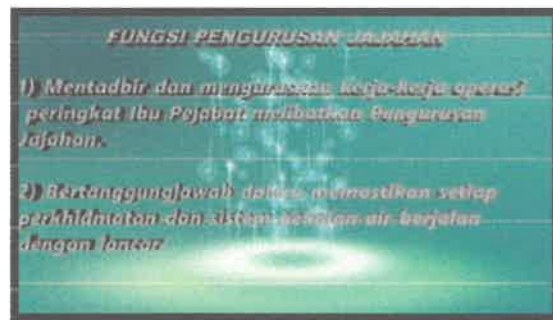 FUNGSI PENGURUSAN JAJAHAN
1) Mentadbir dan menguruskan kerja-kerja operasi
peringkat Ibu Pejabat melibatkan Pengurusan
Jajahan.
2) Bertanggungjawab dalam memastikan setiap
perkhidmatan dan sistem bekalan air berjalan
dengan lancar